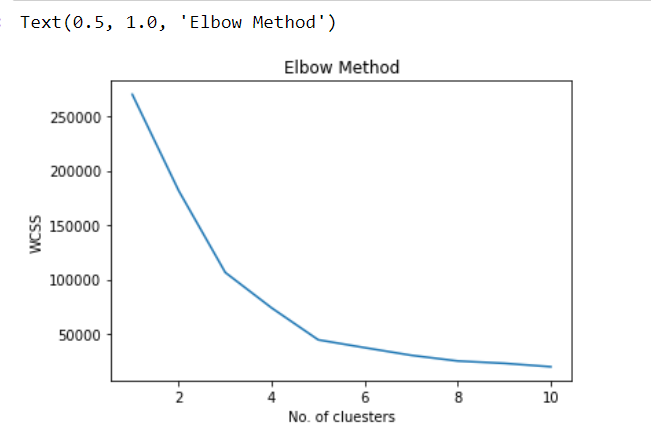 Text(0.5, 1.0, 'Elbow Method')
Elbow Method
250000
200000
150000
100000
50000
WCSS
2 4 6 8 10
No. of cluesters